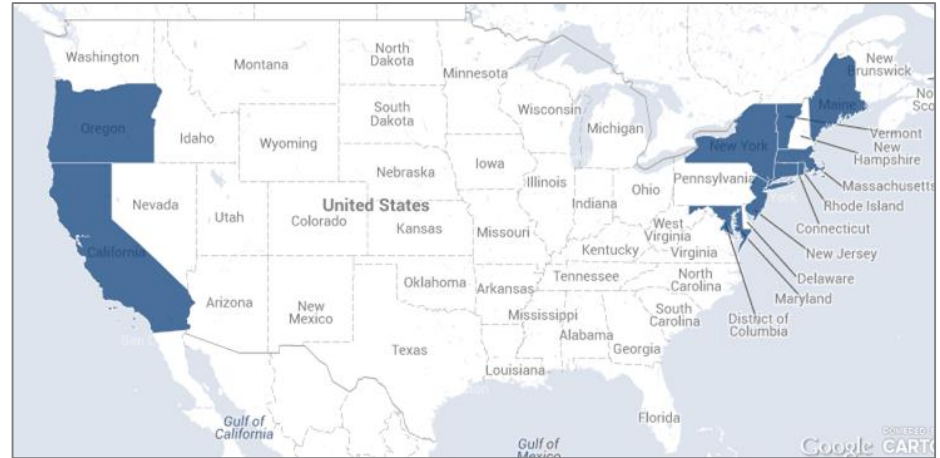 Washington
Montana
North
Dakota
Minnesota
New
Brunswick
Oregon
Idaho
Wyoming
South
Dakota
Wisconsin
Michigan
New York
Maine
Vermont
New
Hampshire
Nevada
Utah
Colorado
Nebraska
Iowa
Illinois
Indiana
Ohio
Pennsylvania
Massachusetts
Rhode Island
Connecticut
New Jersey
Delaware
Maryland
District of
Columbia
United States
Kansas
Missouri
West
Virginia
Virginia
Kentucky
California
Arizona
New
Mexico
Oklahoma
Arkansas
Tennessee
North
Carolina
South
Carolina
Mississippi
Alabama
Georgia
Texas
Louisiana
Florida
Gulf of
California
Gulf of
Mexico
Google